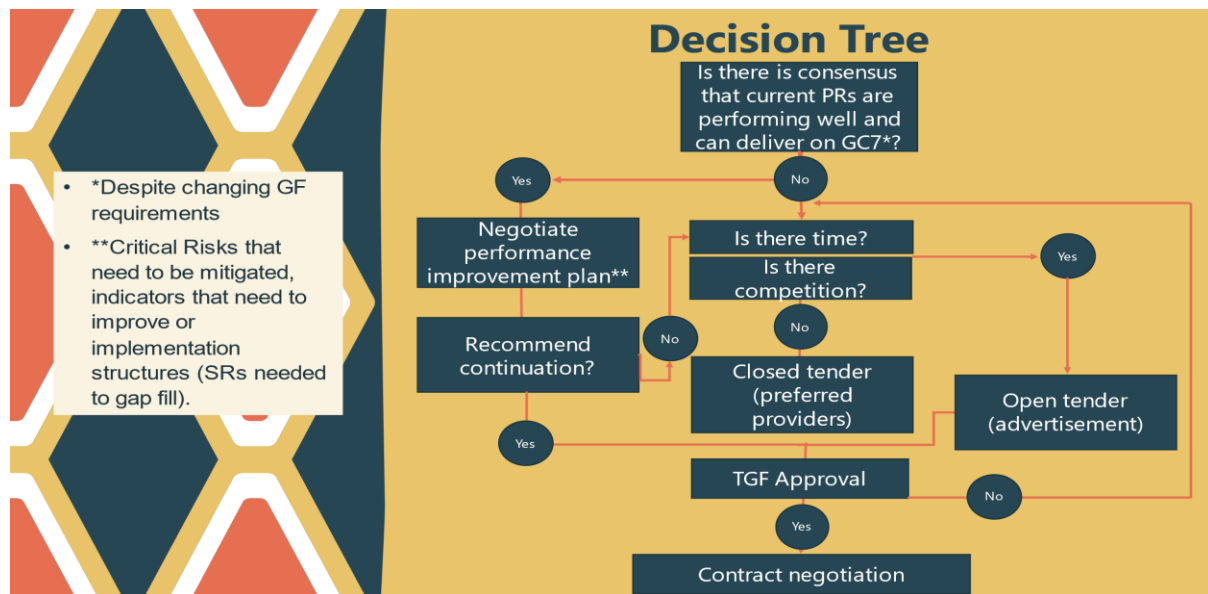 Decision Tree
Is there is consensus
that current PRs are
performing well and
can deliver on GC7*?
Yes
No
• *Despite changing GF
requirements
• **Critical Risks that
need to be mitigated,
indicators that need to
improve or
implementation
structures (SRs needed
to gap fill).
Negotiate
performance
improvement plan**
Is there time?
Is there
competition?
Yes
No
No
Recommend
continuation?
Closed tender
(preferred
providers)
Open tender
(advertisement)
Yes
TGF Approval
No
Yes
Contract negotiation